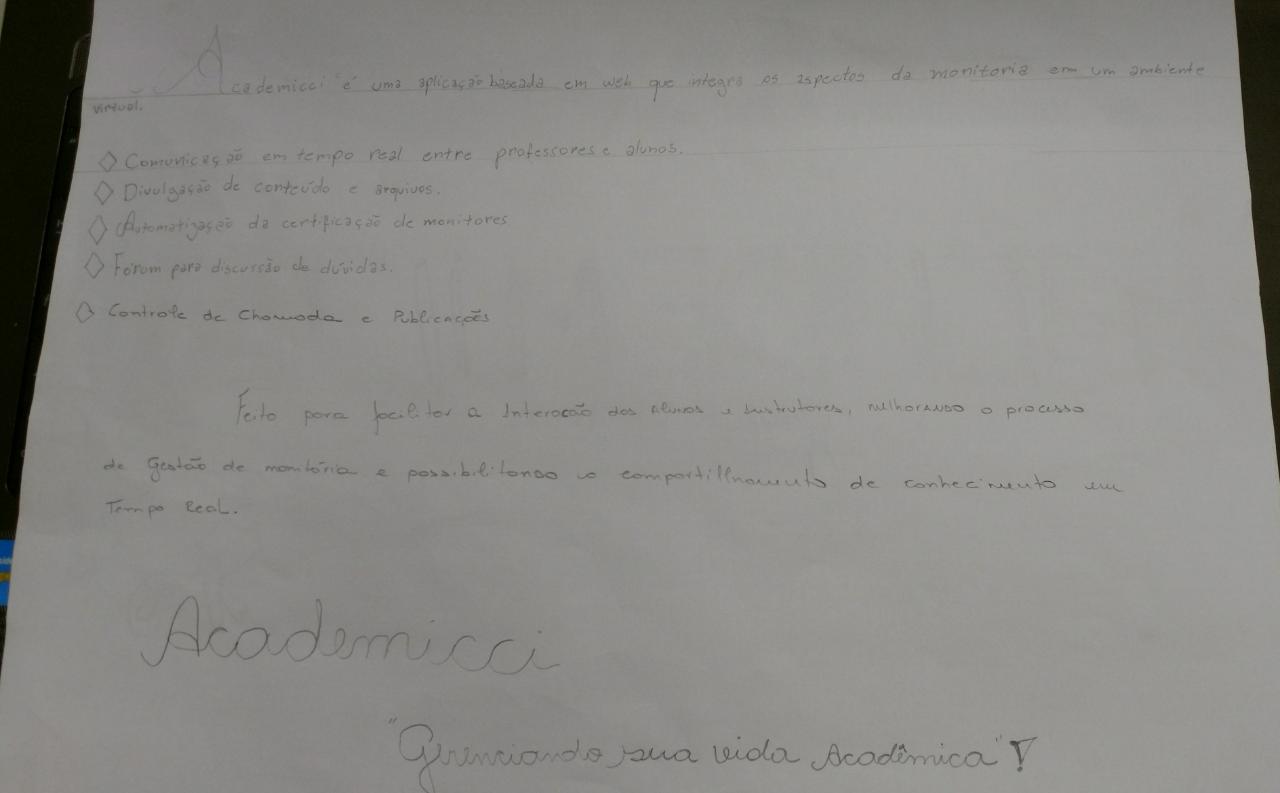 Academicci é uma aplicação baseada em web que integra os aspectos da monitoria em um ambiente
virtual.
◇ Comunicação em tempo real entre professores e alunos.
◇ Divulgação de conteúdo e arquivos.
◇ Automatização da certificação de monitores
◇ Fórum para discussão de dúvidas.
◇ Controle de Chamada e Publicações
Feito para facilitar a Interação dos Alunos e Instrutores, melhorando o processo
de Gestão de monitória e possibilitando o compartilhamento de conhecimento em
Tempo Real.
Academicci
"Gerenciando sua vida Acadêmica"!